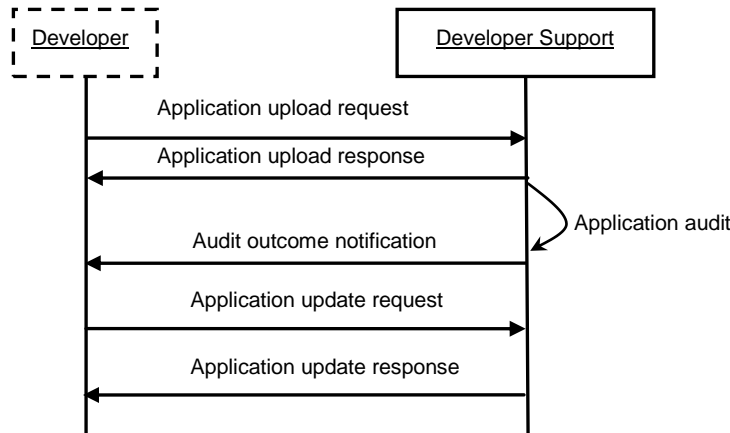 Developer
Developer Support
Application upload request
Application upload response
Application audit
Audit outcome notification
Application update request
Application update response